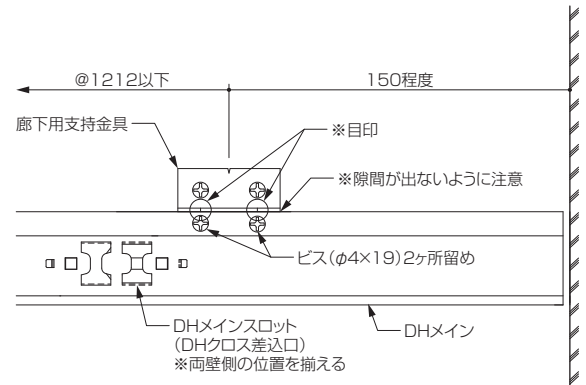 @1212以下
150程度
廊下用支持金具
※目印
※隙間が出ないように注意
ビス(φ4×19)2ヶ所留め
DHメインスロット
(DHクロス差込口)
※両壁側の位置を揃える
DHメイン